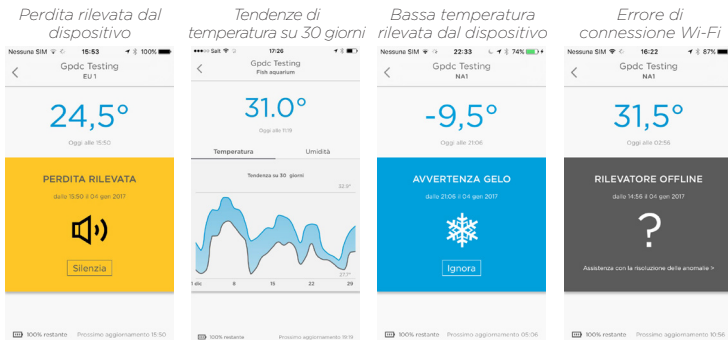 Perdita rilevata dal
dispositivo
Nessuna SIM 15:53 100%
Gpdc Testing
EU 1
24,5°
Oggi alle 15:50
PERDITA RILEVATA
dalle 15:50 il 04 gen 2017
Silenzia
100% restante Prossimo aggiornamento 15:50
Tendenze di
temperatura su 30 giorni
Salt 17:26
Gpdc Testing
Fish aquarium
31.0°
Oggi alle 11:19
Temperatura Umidità
Tendenza su 30 giorni
32.9°
27.7°
1 dic 8 15 22 29
100% restante Prossimo aggiornamento 19:19
Bassa temperatura
rilevata dal dispositivo
Nessuna SIM 22:33 74%
Gpdc Testing
NA1
-9,5°
Oggi alle 21:06
AVVERTENZA GELO
dalle 21:06 il 04 gen 2017
Ignora
100% restante Prossimo aggiornamento 05:06
Errore di
connessione Wi-Fi
Nessuna SIM 16:22 87%
Gpdc Testing
NA1
31,5°
Oggi alle 02:56
RILEVATORE OFFLINE
dalle 14:56 il 04 gen 2017
?
Assistenza con la risoluzione delle anomalie >
100% restante Prossimo aggiornamento 10:56